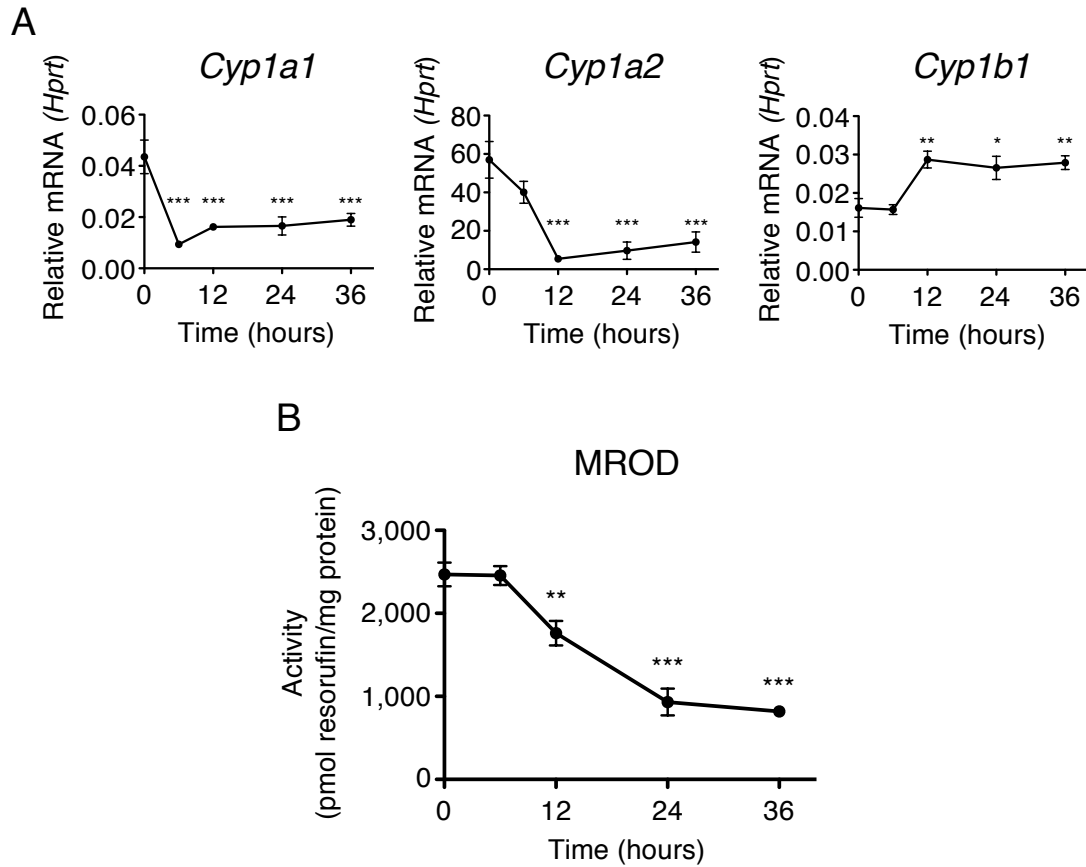 A
Cyp1a1
Relative mRNA (Hprt)
0.06
0.04
0.02
0.00
*** *** *** ***
0 12 24 36
Time (hours)
Cyp1a2
Relative mRNA (Hprt)
80
60
40
20
0
*** *** ***
0 12 24 36
Time (hours)
Cyp1b1
Relative mRNA (Hprt)
0.04
0.03
0.02
0.01
0.00
** * **
0 12 24 36
Time (hours)
B
MROD
Activity
(pmol resorufin/mg protein)
3,000
2,000
1,000
0
**
***
***
0 12 24 36
Time (hours)